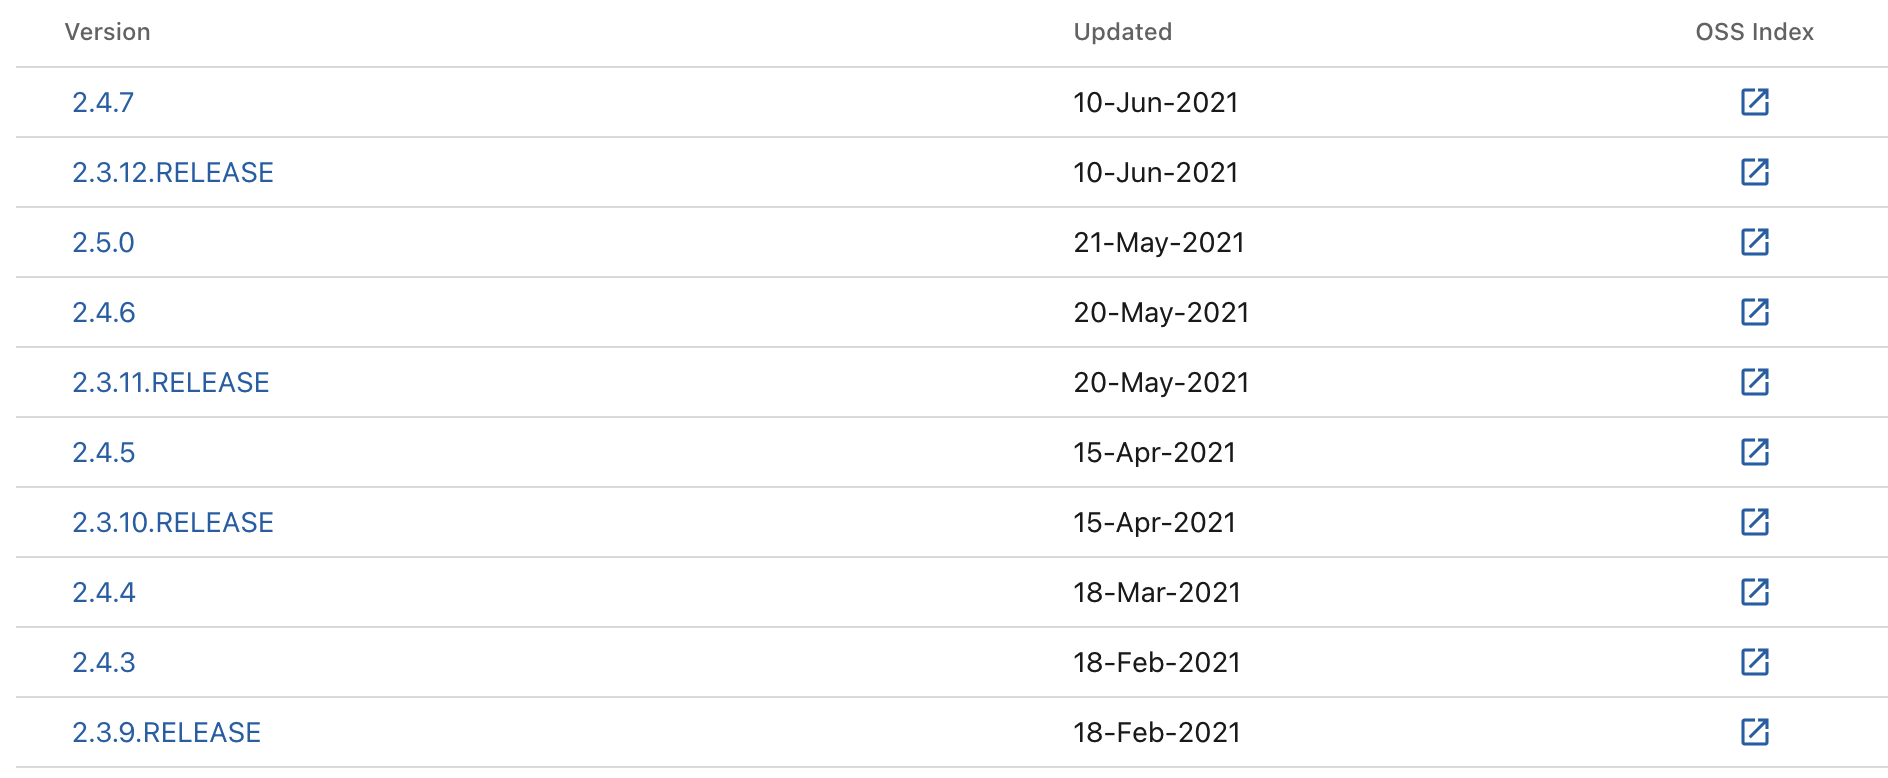 Version Updated OSS Index
2.4.7 10-Jun-2021
2.3.12.RELEASE 10-Jun-2021
2.5.0 21-May-2021
2.4.6 20-May-2021
2.3.11.RELEASE 20-May-2021
2.4.5 15-Apr-2021
2.3.10.RELEASE 15-Apr-2021
2.4.4 18-Mar-2021
2.4.3 18-Feb-2021
2.3.9.RELEASE 18-Feb-2021